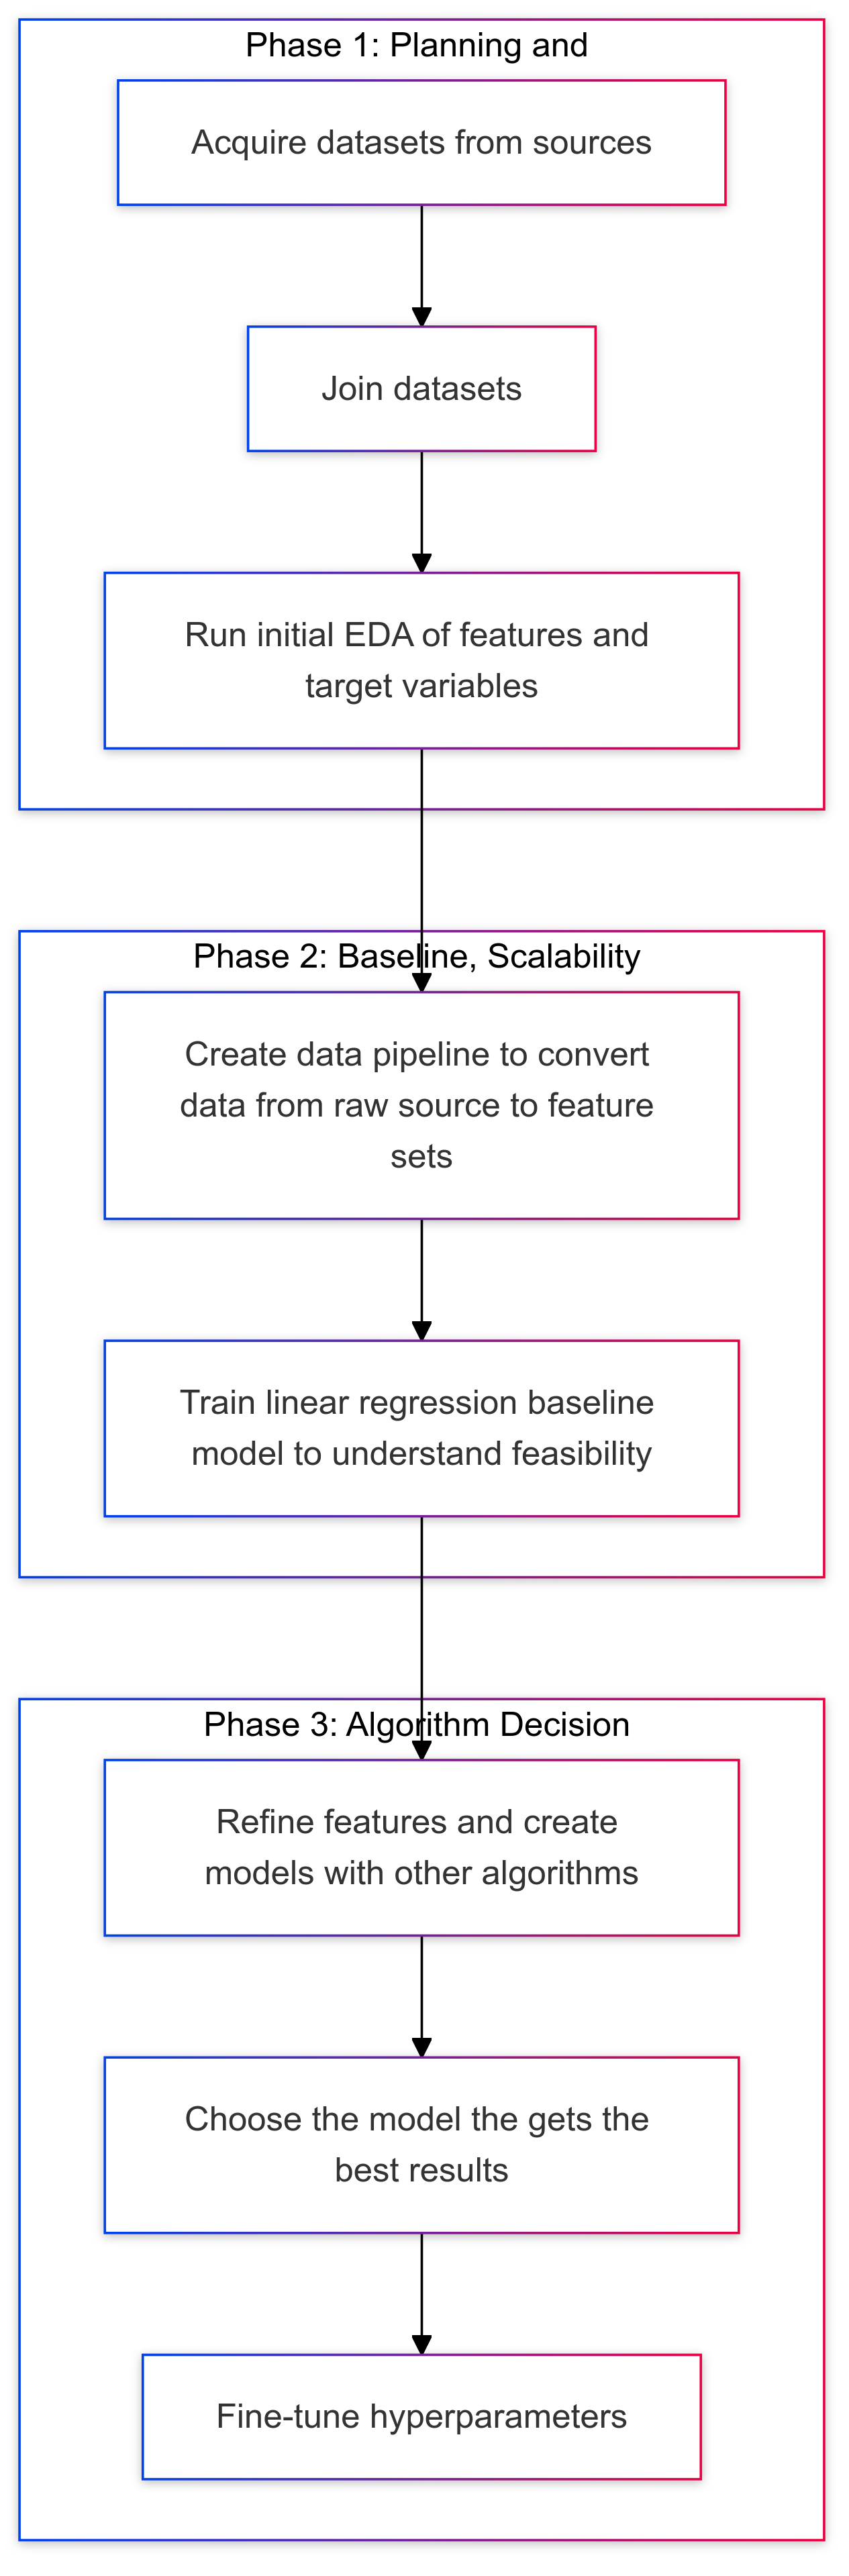 Phase 1: Planning and
Acquire datasets from sources
Join datasets
Run initial EDA of features and
target variables
Phase 2: Baseline, Scalability
Create data pipeline to convert
data from raw source to feature
sets
Train linear regression baseline
model to understand feasibility
Phase 3: Algorithm Decision
Refine features and create
models with other algorithms
Choose the model the gets the
best results
Fine-tune hyperparameters